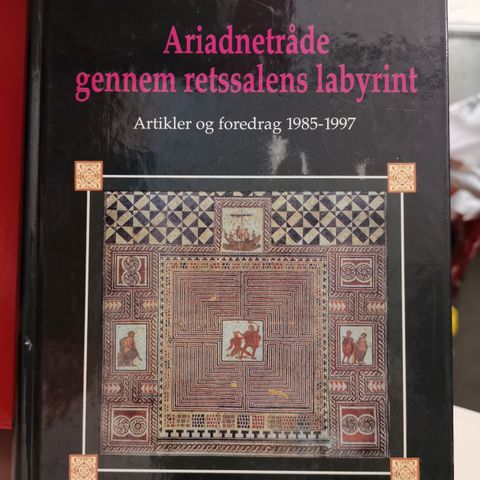 Ariadnetråde
gennem retssalens labyrint
Artikler og foredrag 1985-1997